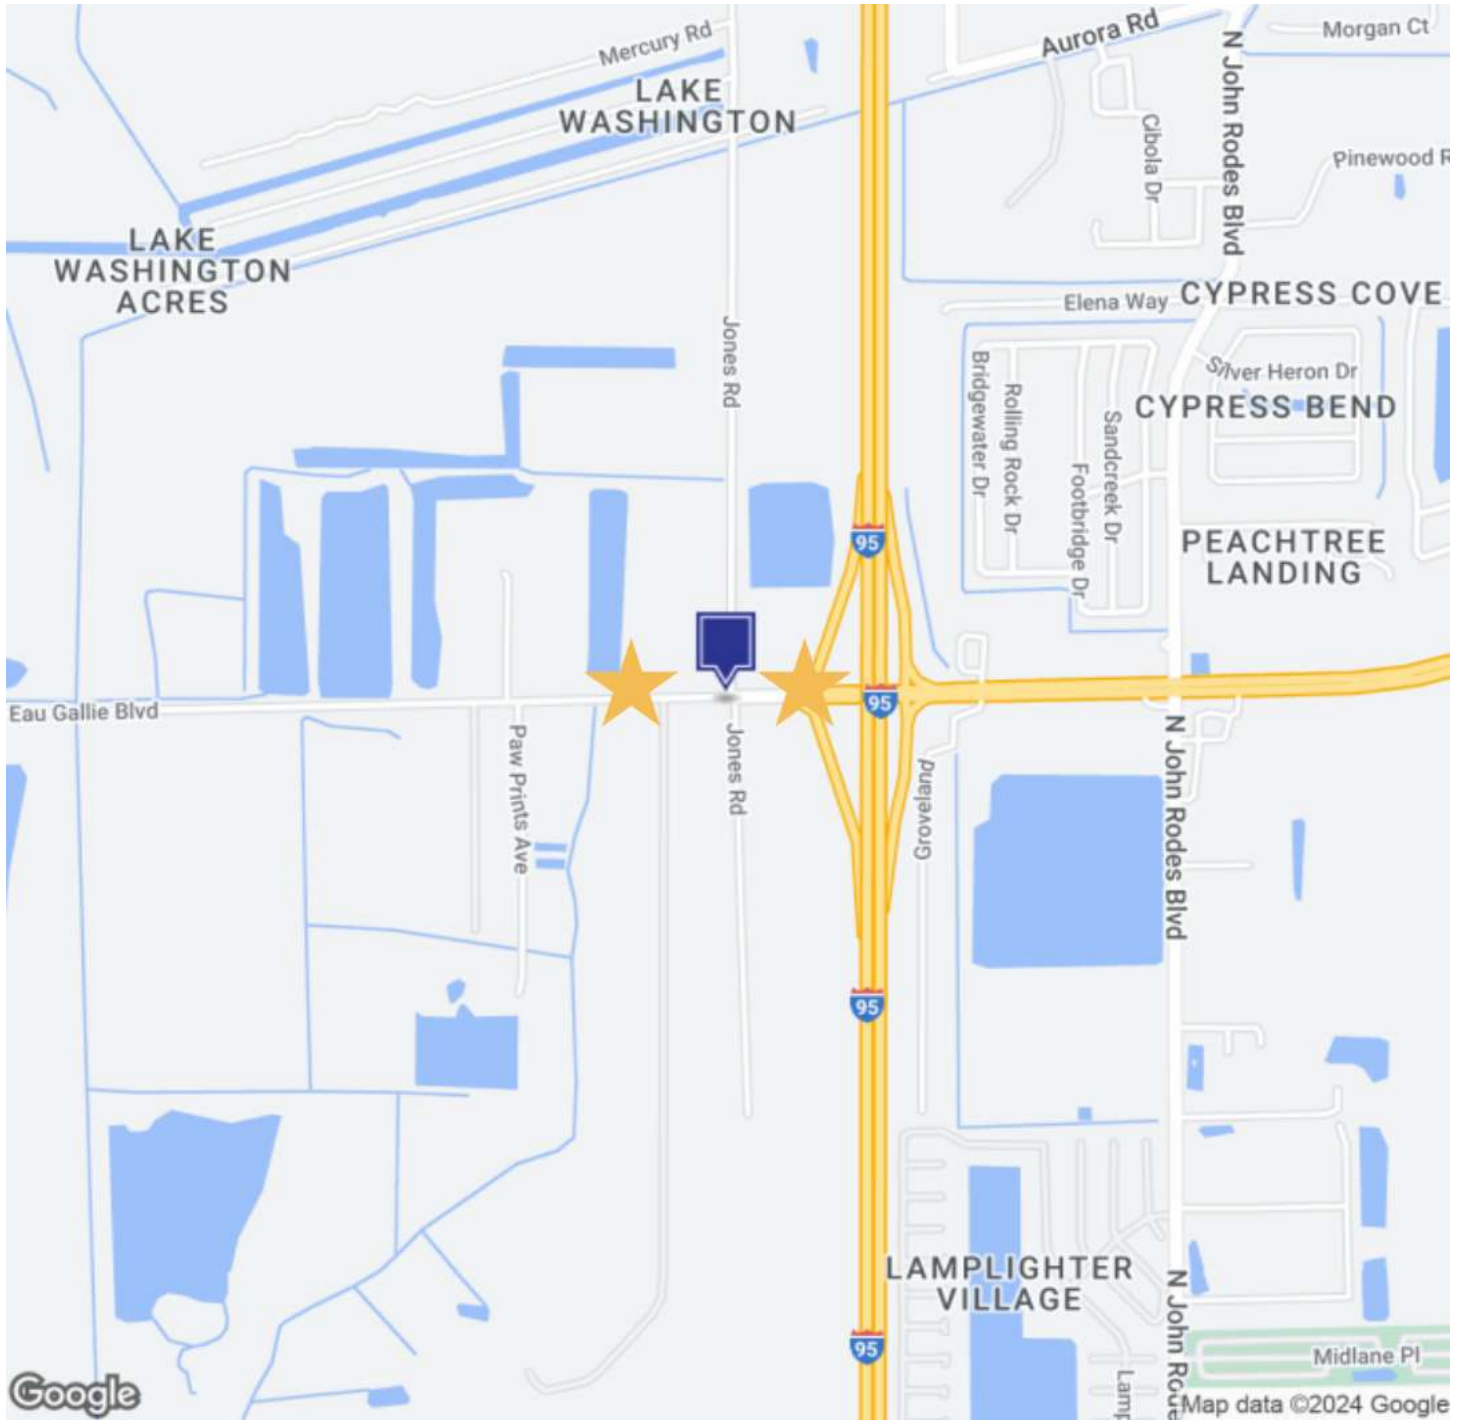 Mercury Rd
Aurora Rd
Morgan Ct
N John Rodes Blvd
LAKE
WASHINGTON
Cibola Dr
Pinewood R
LAKE
WASHINGTON
ACRES
Elena Way
CYPRESS COVE
Jones Rd
Silver Heron Dr
Bridgewater Dr
Rolling Rock Dr
Sandcreek Dr
Footbridge Dr
CYPRESS BEND
95
PEACHTREE
LANDING
95
Eau Gallie Blvd
Paw Prints Ave
Jones Rd
Groveland
N John Rodes Blvd
95
LAMPLIGHTER
VILLAGE
N John Rode
95
Midlane Pl
Lamp
Google
Map data ©2024 Google